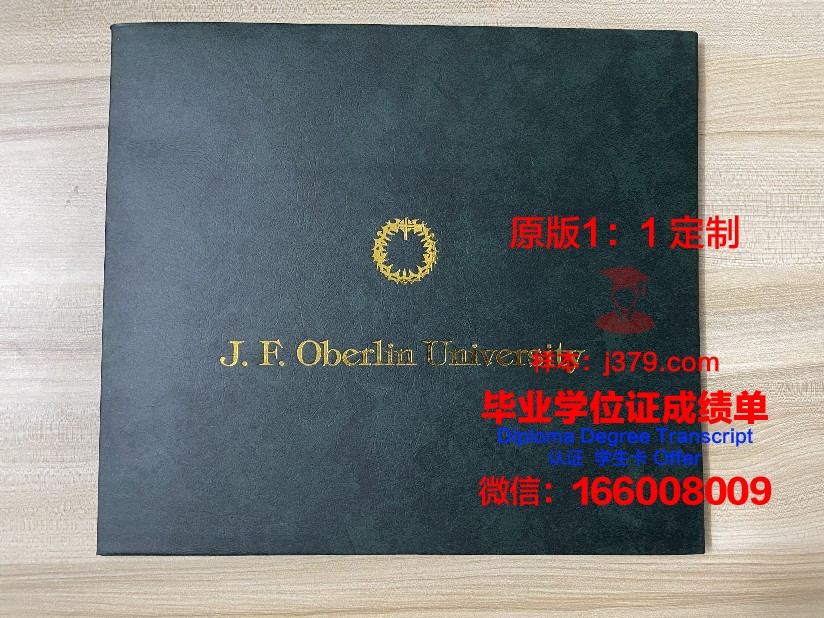 原版1：1 定制
J. F. Oberlin University
样本：j379.com
毕业学位证成绩单
Diploma Degree Transcript
认证 学生卡 Offer
微信：166008009